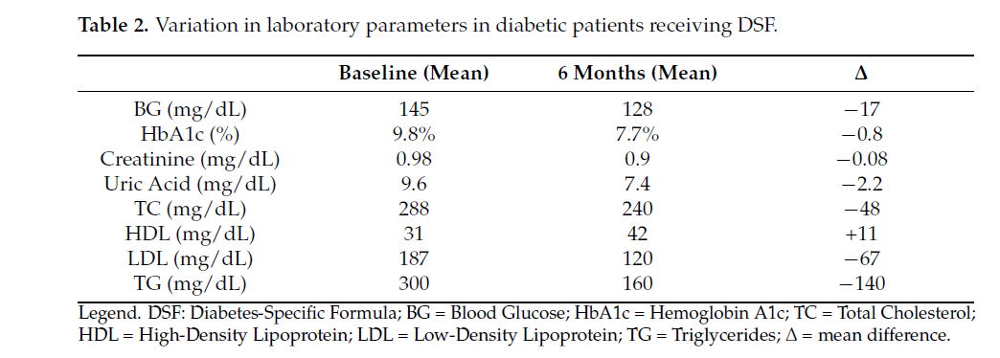 Table 2. Variation in laboratory parameters in diabetic patients receiving DSF.
Baseline (Mean) 6 Months (Mean) Δ
BG (mg/dL) 145 128 −17
HbA1c (%) 9.8% 7.7% −0.8
Creatinine (mg/dL) 0.98 0.9 −0.08
Uric Acid (mg/dL) 9.6 7.4 −2.2
TC (mg/dL) 288 240 −48
HDL (mg/dL) 31 42 +11
LDL (mg/dL) 187 120 −67
TG (mg/dL) 300 160 −140
Legend. DSF: Diabetes-Specific Formula; BG = Blood Glucose; HbA1c = Hemoglobin A1c; TC = Total Cholesterol;
HDL = High-Density Lipoprotein; LDL = Low-Density Lipoprotein; TG = Triglycerides; Δ = mean difference.